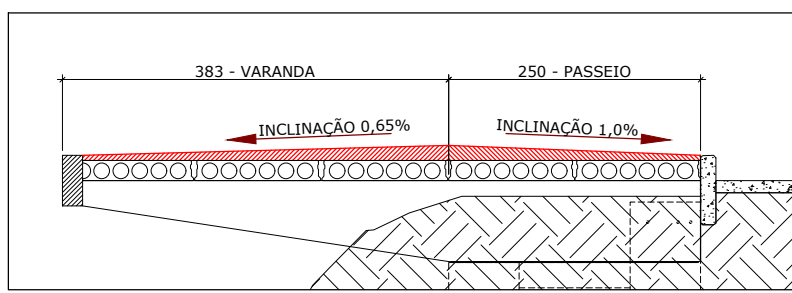 383 - VARANDA
250 - PASSEIO
INCLINAÇÃO 0,65%
INCLINAÇÃO 1,0%